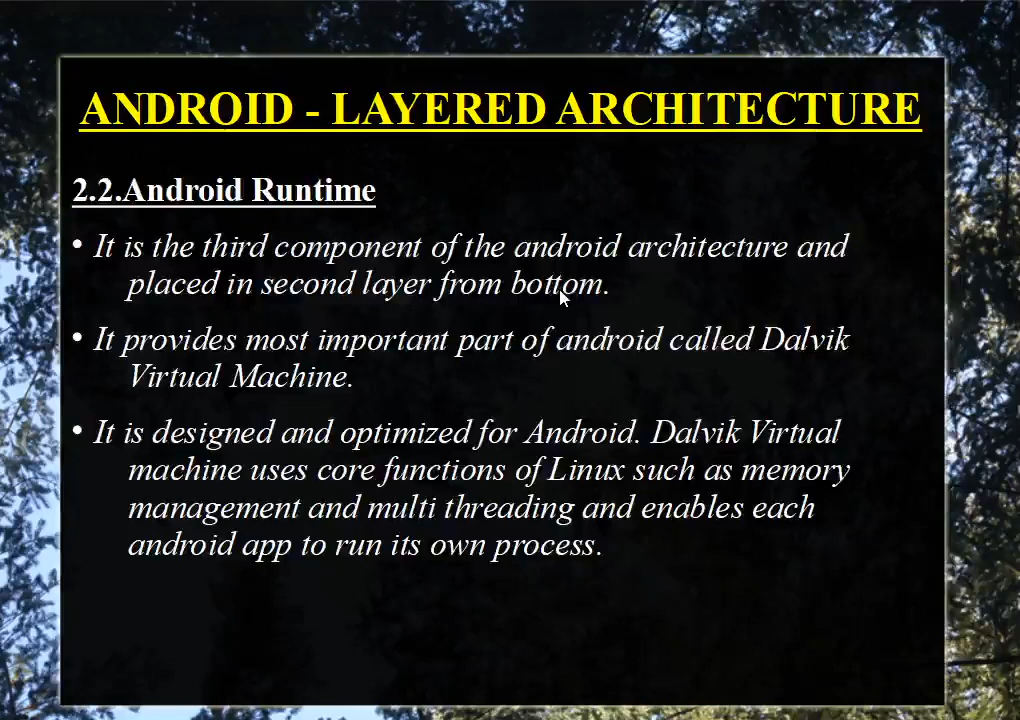 ANDROID - LAYERED ARCHITECTURE
2.2.Android Runtime
• It is the third component of the android architecture and
placed in second layer from bottom.
• It provides most important part of android called Dalvik
Virtual Machine.
• It is designed and optimized for Android. Dalvik Virtual
machine uses core functions of Linux such as memory
management and multi threading and enables each
android app to run its own process.